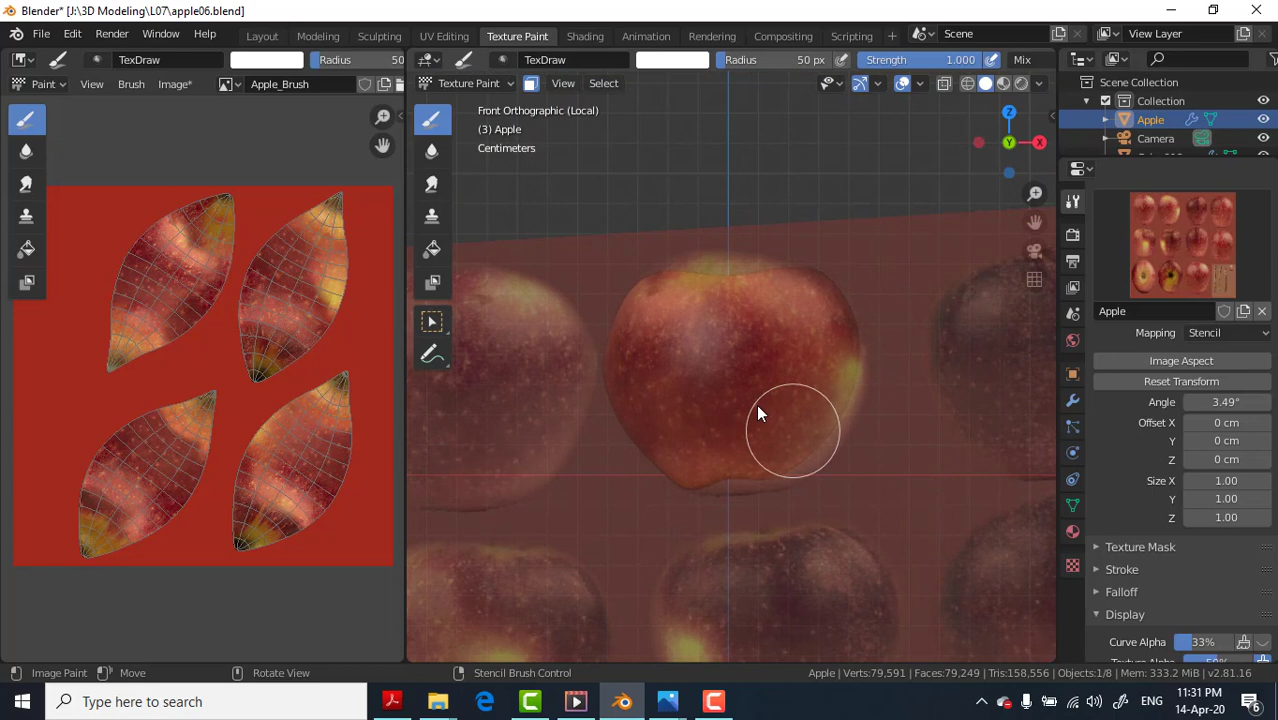 Blender* [J:\3D Modeling\L07\apple06.blend]
File Edit Render Window Help Layout Modeling Sculpting UV Editing Texture Paint Shading Animation Rendering Compositing Scripting + Scene View Layer
TexDraw Radius 50 TexDraw Radius 50 px Strength 1.000 Mix
Paint View Brush Image* Apple_Brush Texture Paint View Select
Scene Collection
Collection
Apple
Camera
Front Orthographic (Local)
(3) Apple
Centimeters
Z
Y
X
Apple
Mapping Stencil
Image Aspect
Reset Transform
Angle 3.49°
Offset X 0 cm
Y 0 cm
Z 0 cm
Size X 1.00
Y 1.00
Z 1.00
Texture Mask
Stroke
Falloff
Display
Curve Alpha 33%
Image Paint Move Rotate View Stencil Brush Control Apple | Verts:79,591 | Faces:79,249 | Tris:158,556 | Objects:1/8 | Mem: 333.2 MiB | v2.81.16
Type here to search
ENG
11:31 PM
14-Apr-20
6